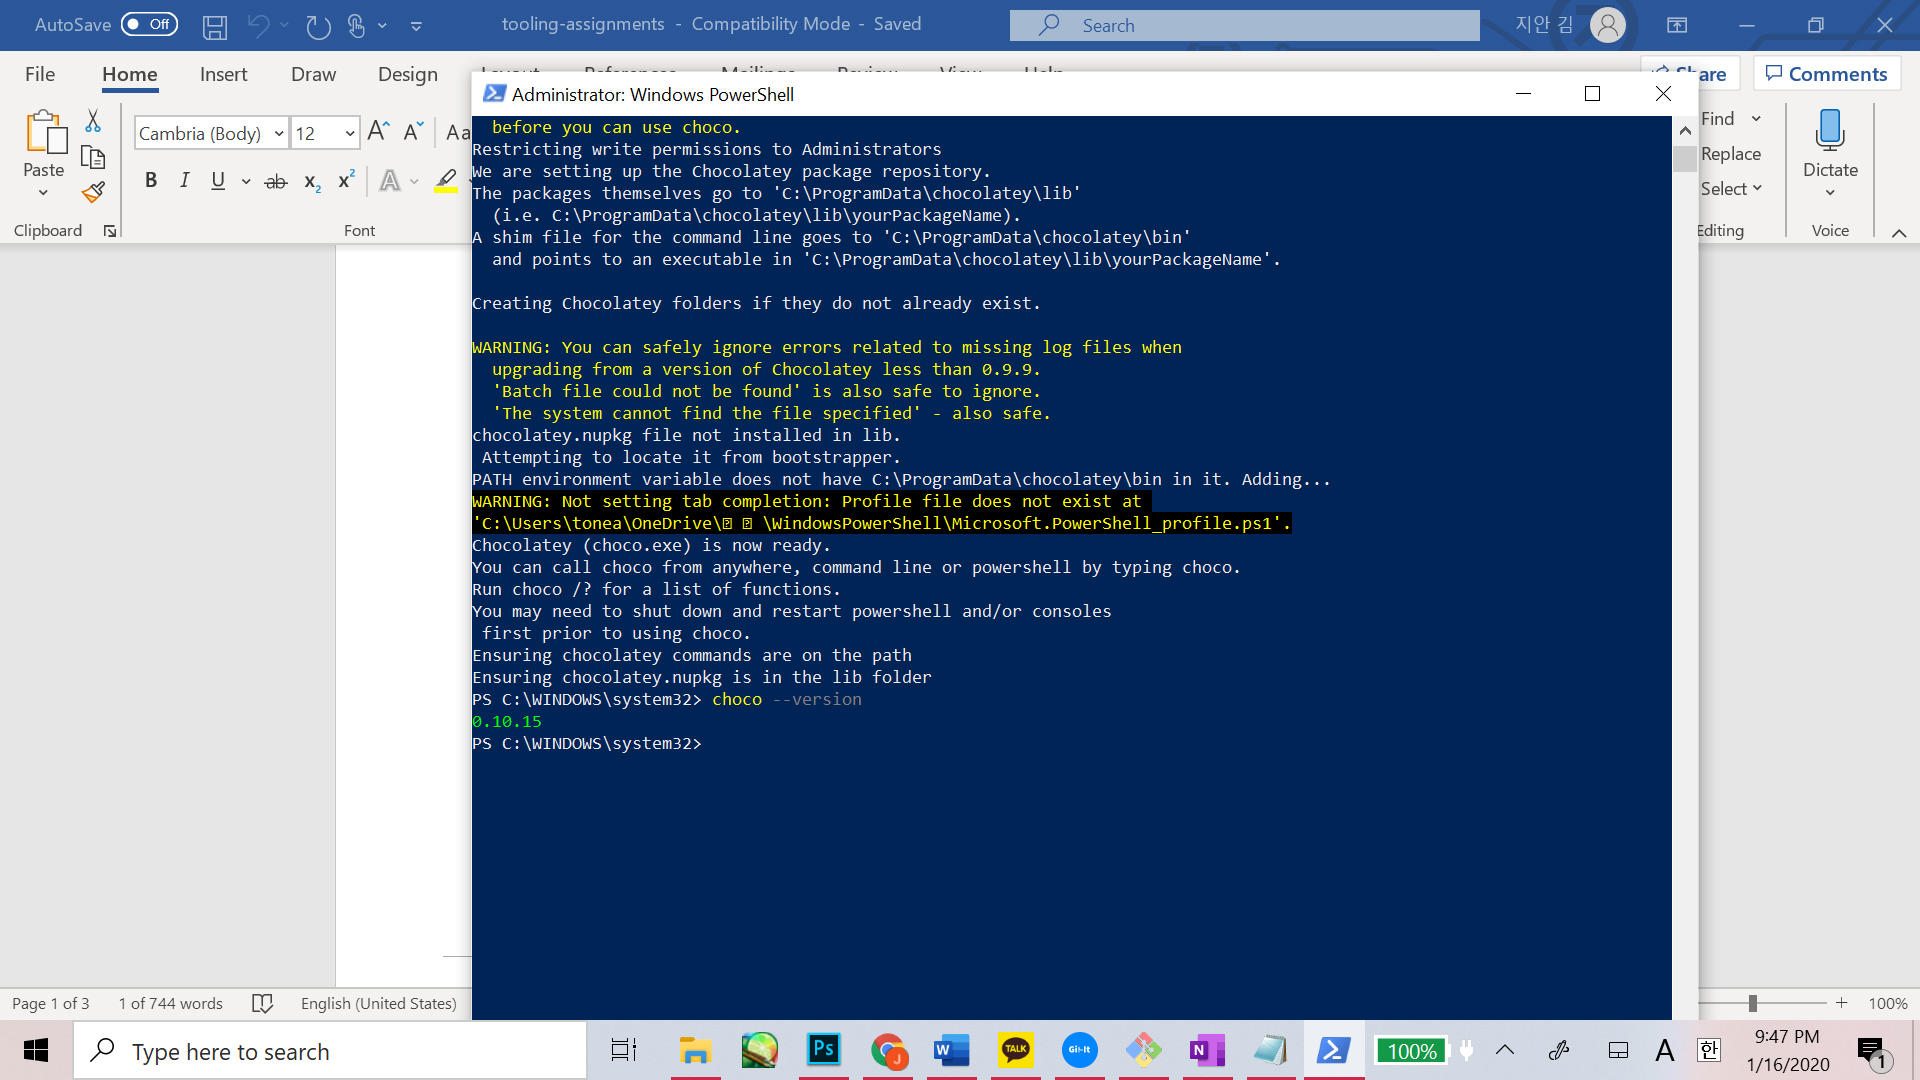 AutoSave Off
tooling-assignments - Compatibility Mode - Saved
Search
지안 김
File Home Insert Draw Design Layout References Mailings Review View Help
Share
Comments
Cambria (Body) 12
Paste
Clipboard
Font
Find
Replace
Select
Editing
Dictate
Voice
Administrator: Windows PowerShell
before you can use choco.
Restricting write permissions to Administrators
We are setting up the Chocolatey package repository.
The packages themselves go to 'C:\ProgramData\chocolatey\lib'
(i.e. C:\ProgramData\chocolatey\lib\yourPackageName).
A shim file for the command line goes to 'C:\ProgramData\chocolatey\bin'
and points to an executable in 'C:\ProgramData\chocolatey\lib\yourPackageName'.
Creating Chocolatey folders if they do not already exist.
WARNING: You can safely ignore errors related to missing log files when
upgrading from a version of Chocolatey less than 0.9.9.
'Batch file could not be found' is also safe to ignore.
'The system cannot find the file specified' - also safe.
chocolatey.nupkg file not installed in lib.
Attempting to locate it from bootstrapper.
PATH environment variable does not have C:\ProgramData\chocolatey\bin in it. Adding...
WARNING: Not setting tab completion: Profile file does not exist at
'C:\Users\tonea\OneDrive\⍰ ⍰ \WindowsPowerShell\Microsoft.PowerShell_profile.ps1'.
Chocolatey (choco.exe) is now ready.
You can call choco from anywhere, command line or powershell by typing choco.
Run choco /? for a list of functions.
You may need to shut down and restart powershell and/or consoles
first prior to using choco.
Ensuring chocolatey commands are on the path
Ensuring chocolatey.nupkg is in the lib folder
PS C:\WINDOWS\system32> choco --version
0.10.15
PS C:\WINDOWS\system32>
Page 1 of 3 1 of 744 words English (United States)
100%
Type here to search
Ps
W
TALK
Git-It
N
100%
A
한
9:47 PM
1/16/2020
1